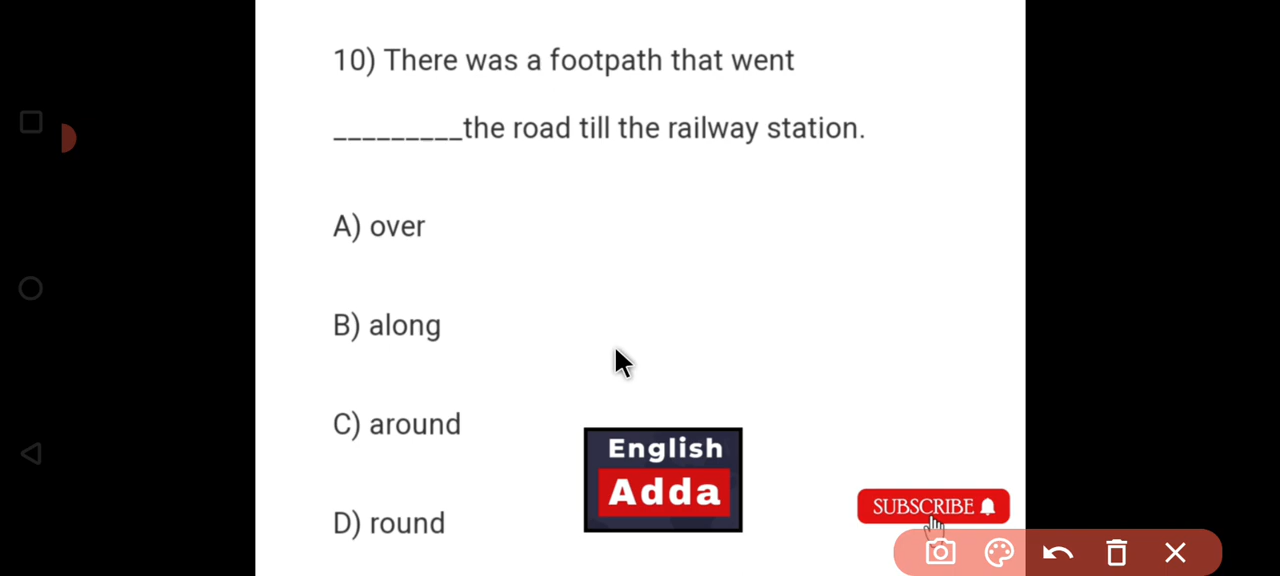 10) There was a footpath that went
_________the road till the railway station.
A) over
B) along
C) around
D) round
English
Adda
SUBSCRIBE